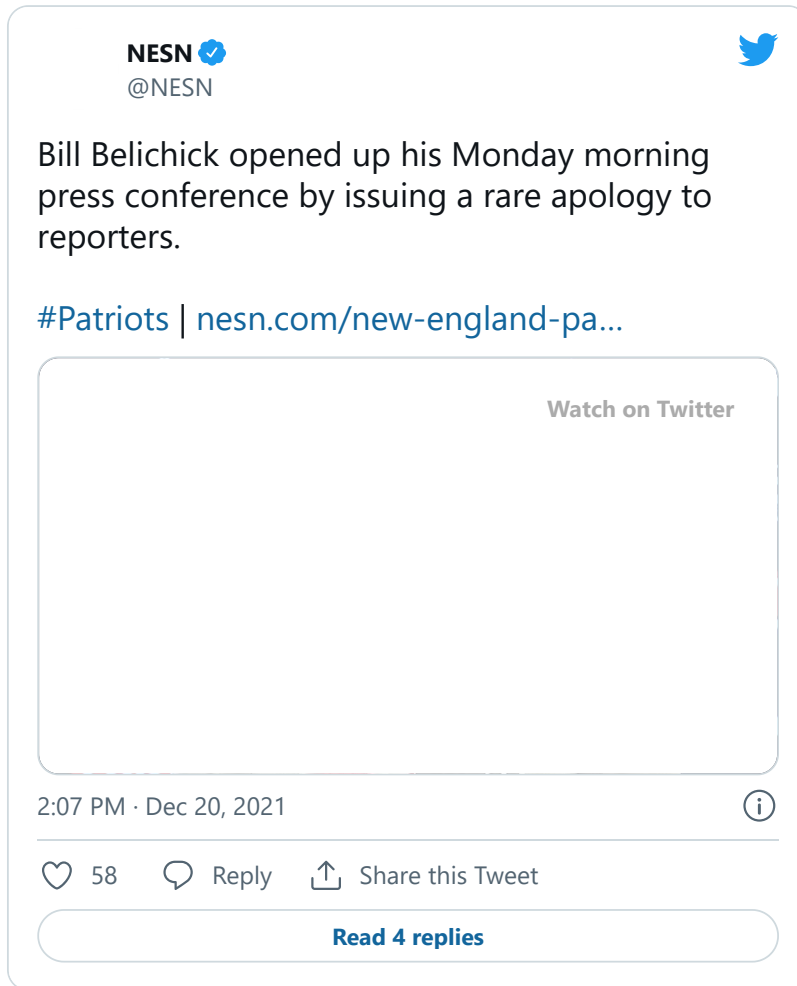 NESN
@NESN
Bill Belichick opened up his Monday morning
press conference by issuing a rare apology to
reporters.
#Patriots | nesn.com/new-england-pa...
Watch on Twitter
2:07 PM · Dec 20, 2021
58 Reply Share this Tweet
Read 4 replies